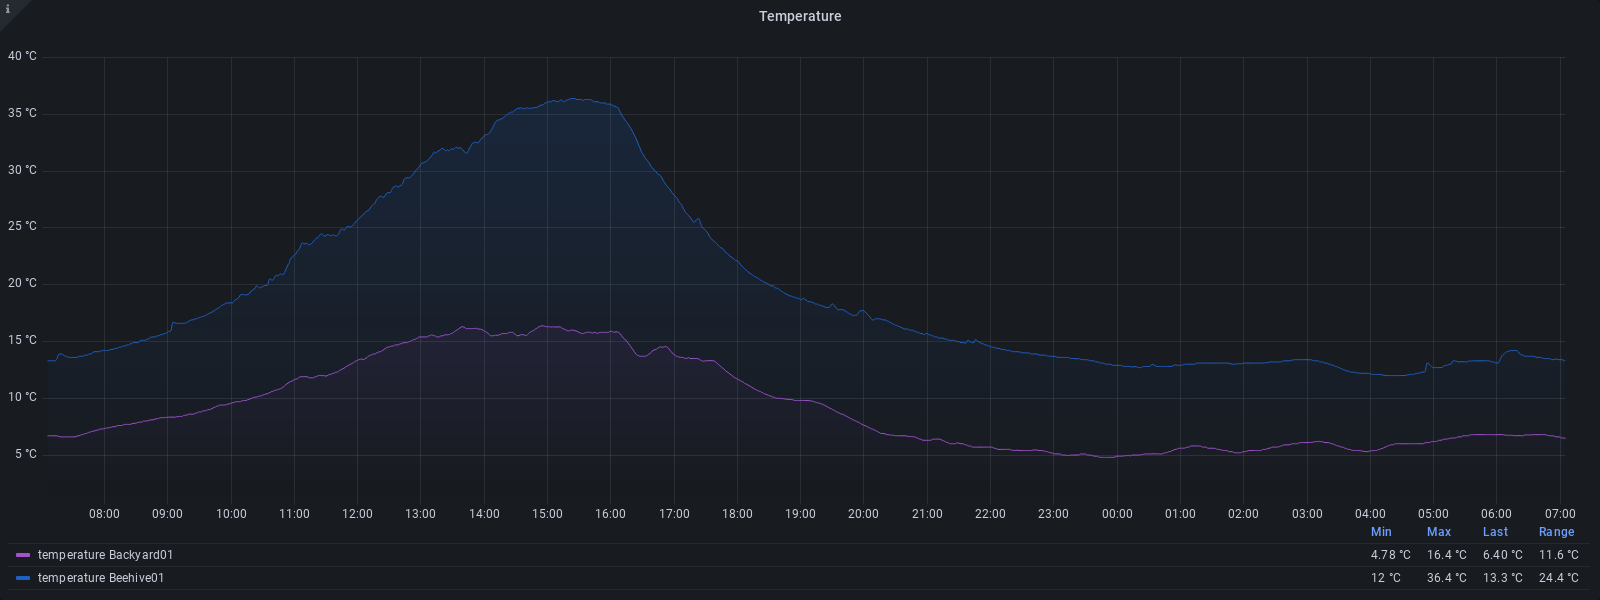 i
Temperature
40 °C
35 °C
30 °C
25 °C
20 °C
15 °C
10 °C
5 °C
08:00 09:00 10:00 11:00 12:00 13:00 14:00 15:00 16:00 17:00 18:00 19:00 20:00 21:00 22:00 23:00 00:00 01:00 02:00 03:00 04:00 05:00 06:00 07:00
Min Max Last Range
temperature Backyard01 4.78 °C 16.4 °C 6.40 °C 11.6 °C
temperature Beehive01 12 °C 36.4 °C 13.3 °C 24.4 °C